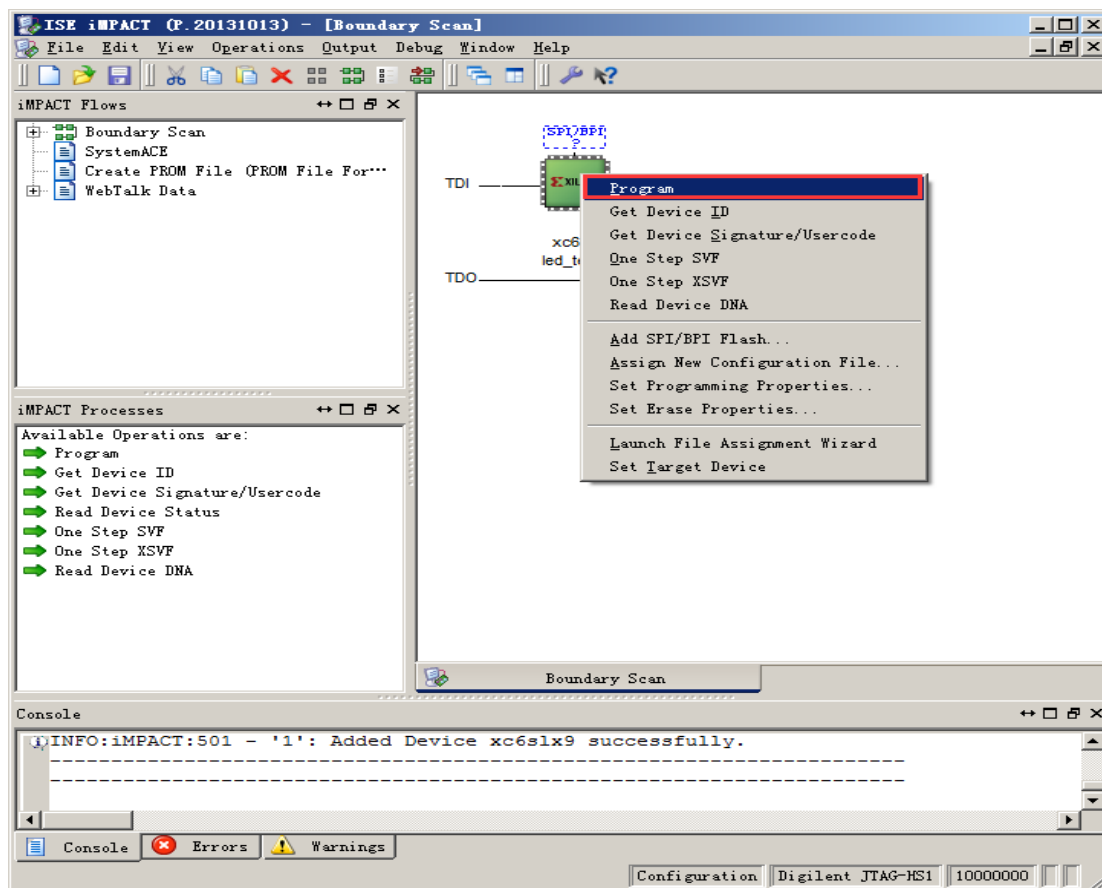 ISE iMPACT (P.20131013) - [Boundary Scan]
File Edit View Operations Output Debug Window Help
iMPACT Flows
Boundary Scan
SystemACE
Create PROM File (PROM File For...
WebTalk Data
SPI/BPI
?
TDI
XIL
xc6
led_t
TDO
Program
Get Device ID
Get Device Signature/Usercode
One Step SVF
One Step XSVF
Read Device DNA
Add SPI/BPI Flash...
Assign New Configuration File...
Set Programming Properties...
Set Erase Properties...
Launch File Assignment Wizard
Set Target Device
iMPACT Processes
Available Operations are:
Program
Get Device ID
Get Device Signature/Usercode
Read Device Status
One Step SVF
One Step XSVF
Read Device DNA
Boundary Scan
Console
INFO:iMPACT:501 - '1': Added Device xc6slx9 successfully.
----------------------------------------------------------------------
----------------------------------------------------------------------
Console Errors Warnings
Configuration Digilent JTAG-HS1 10000000